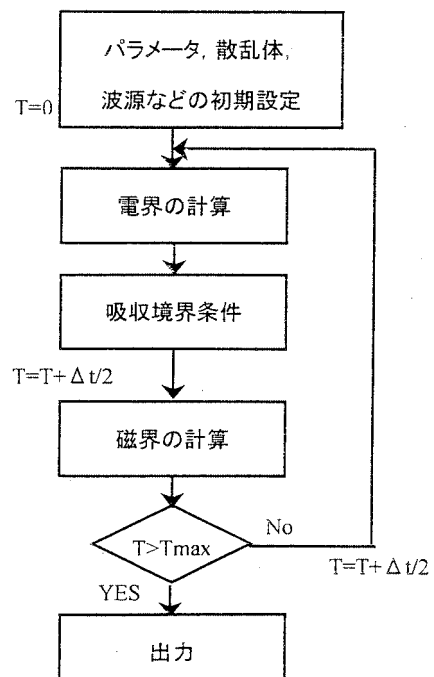 パラメータ, 散乱体,
波源などの初期設定
T=0
電界の計算
吸収境界条件
T=T+Δt/2
磁界の計算
T>Tmax
No
T=T+Δt/2
YES
出力